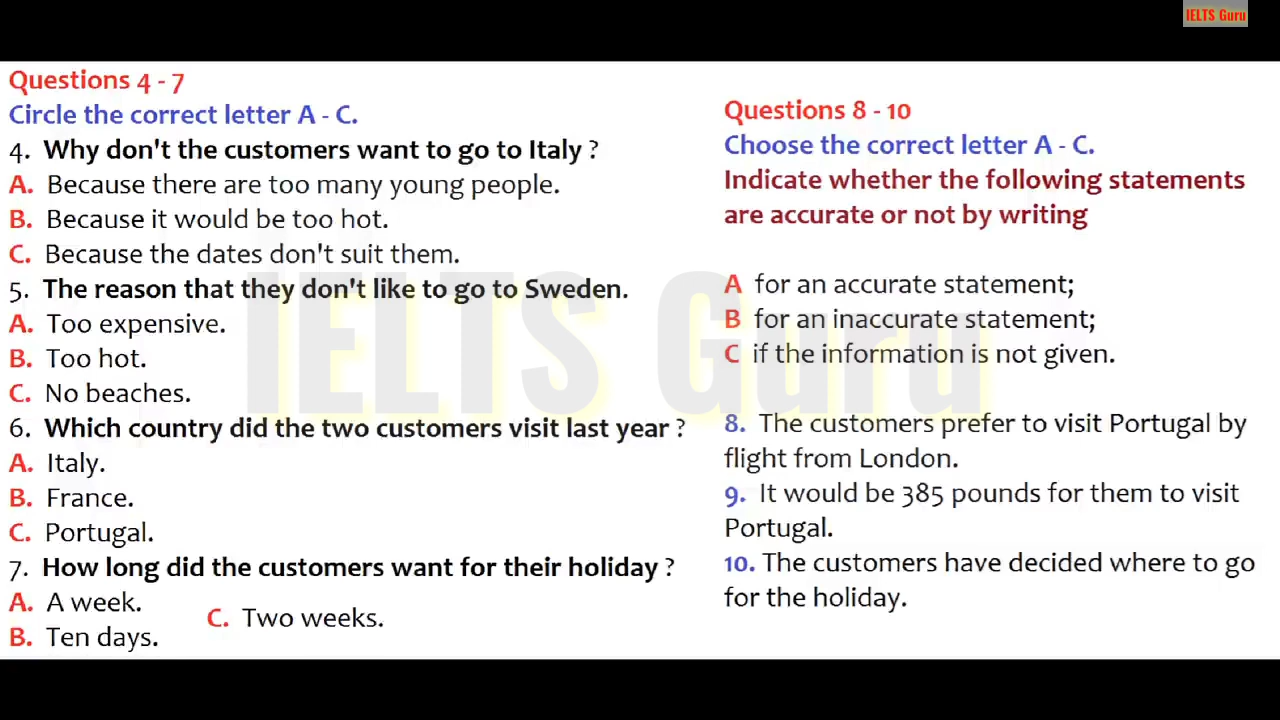 IELTS Guru
Questions 4 - 7
Circle the correct letter A - C.
4. Why don't the customers want to go to Italy ?
A. Because there are too many young people.
B. Because it would be too hot.
C. Because the dates don't suit them.
5. The reason that they don't like to go to Sweden.
A. Too expensive.
B. Too hot.
C. No beaches.
6. Which country did the two customers visit last year ?
A. Italy.
B. France.
C. Portugal.
7. How long did the customers want for their holiday ?
A. A week.
B. Ten days.
C. Two weeks.
Questions 8 - 10
Choose the correct letter A - C.
Indicate whether the following statements
are accurate or not by writing
A for an accurate statement;
B for an inaccurate statement;
C if the information is not given.
8. The customers prefer to visit Portugal by
flight from London.
9. It would be 385 pounds for them to visit
Portugal.
10. The customers have decided where to go
for the holiday.
IELTS Guru